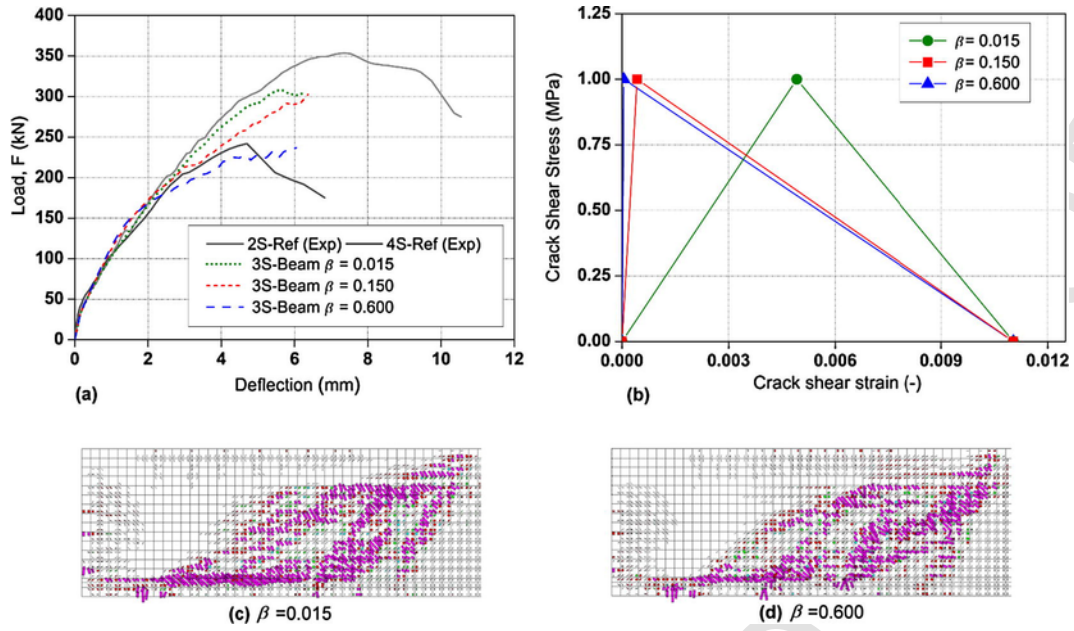 400
350
300
250
200
150
100
50
0
Load, F (kN)
2S-Ref (Exp) 4S-Ref (Exp)
3S-Beam β = 0.015
3S-Beam β = 0.150
3S-Beam β = 0.600
0 2 4 6 8 10 12
Deflection (mm)
(a)
1.25
1.00
0.75
0.50
0.25
0.00
Crack Shear Stress (MPa)
β = 0.015
β = 0.150
β = 0.600
0.000 0.003 0.006 0.009 0.012
Crack shear strain (-)
(b)
(c) β =0.015
(d) β =0.600